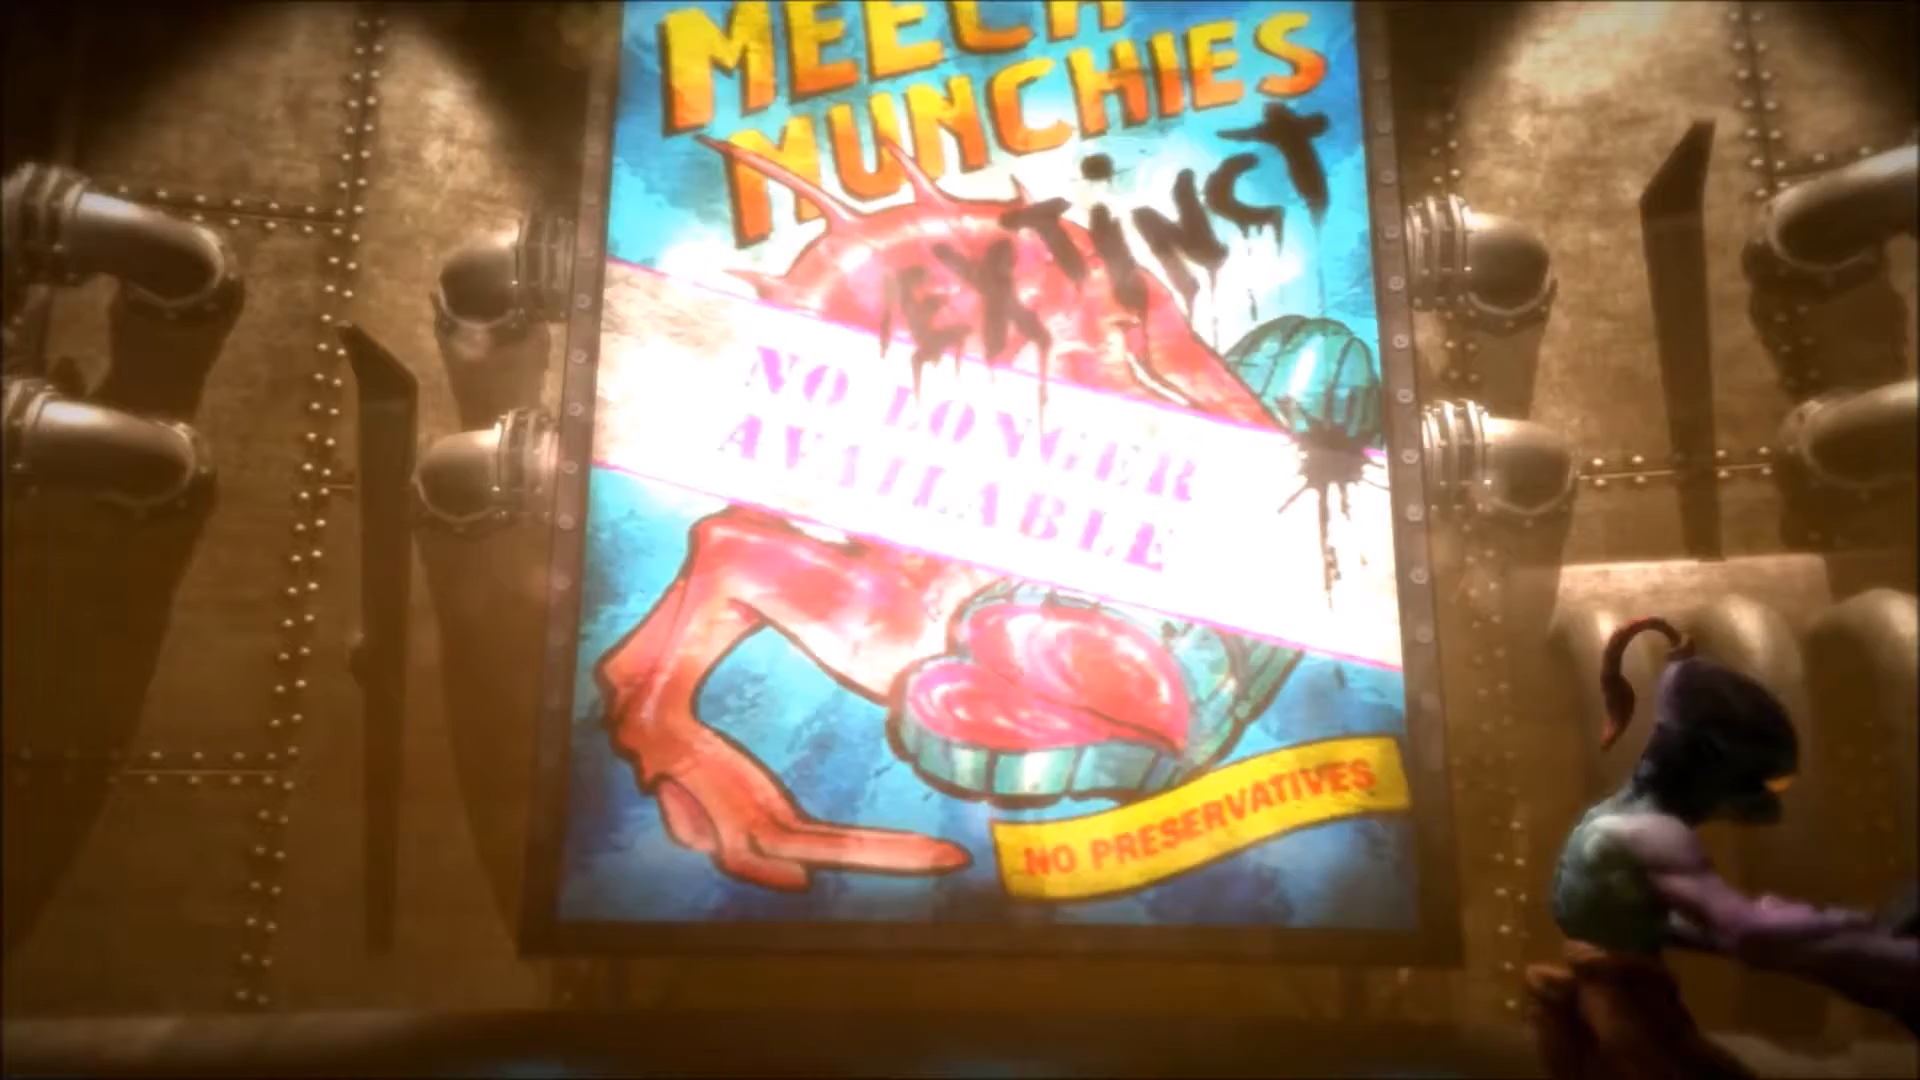 MEECH
MUNCHIES
EXTiNCT
NO LONGER
AVAILABLE
NO PRESERVATIVES